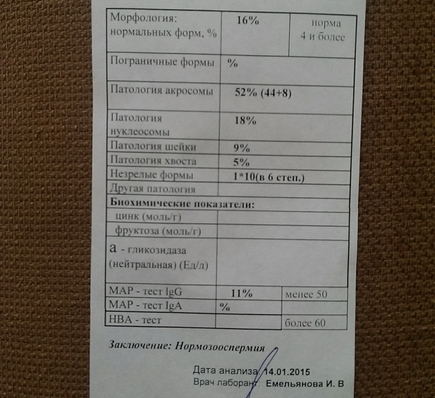 Морфология: 16% норма
нормальных форм, % 4 и более
Пограничные формы %
Патология акросомы 52% (44+8)
Патология 18%
нуклеосомы
Патология шейки 9%
Патология хвоста 5%
Незрелые формы 1*10(в 6 степ.)
Другая патология
Биохимические показатели:
цинк (моль/г)
фруктоза (моль/г)
а - гликозидаза
(нейтральная) (Ед/л)
МАР - тест IgG 11% менее 50
МАР - тест IgA %
НВА - тест более 60
Заключение: Нормозооспермия
Дата анализа 14.01.2015
Врач лаборант Емельянова И. В